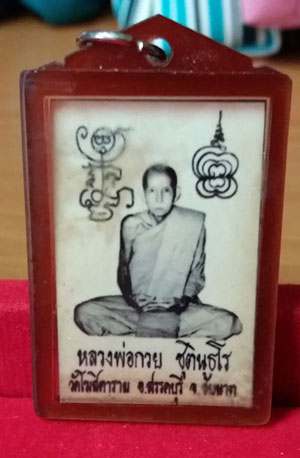 หลวงพ่อกวย ชุตินฺธโร
วัดโฆสิตาราม อ.สรรคบุรี จ.ชัยนาท